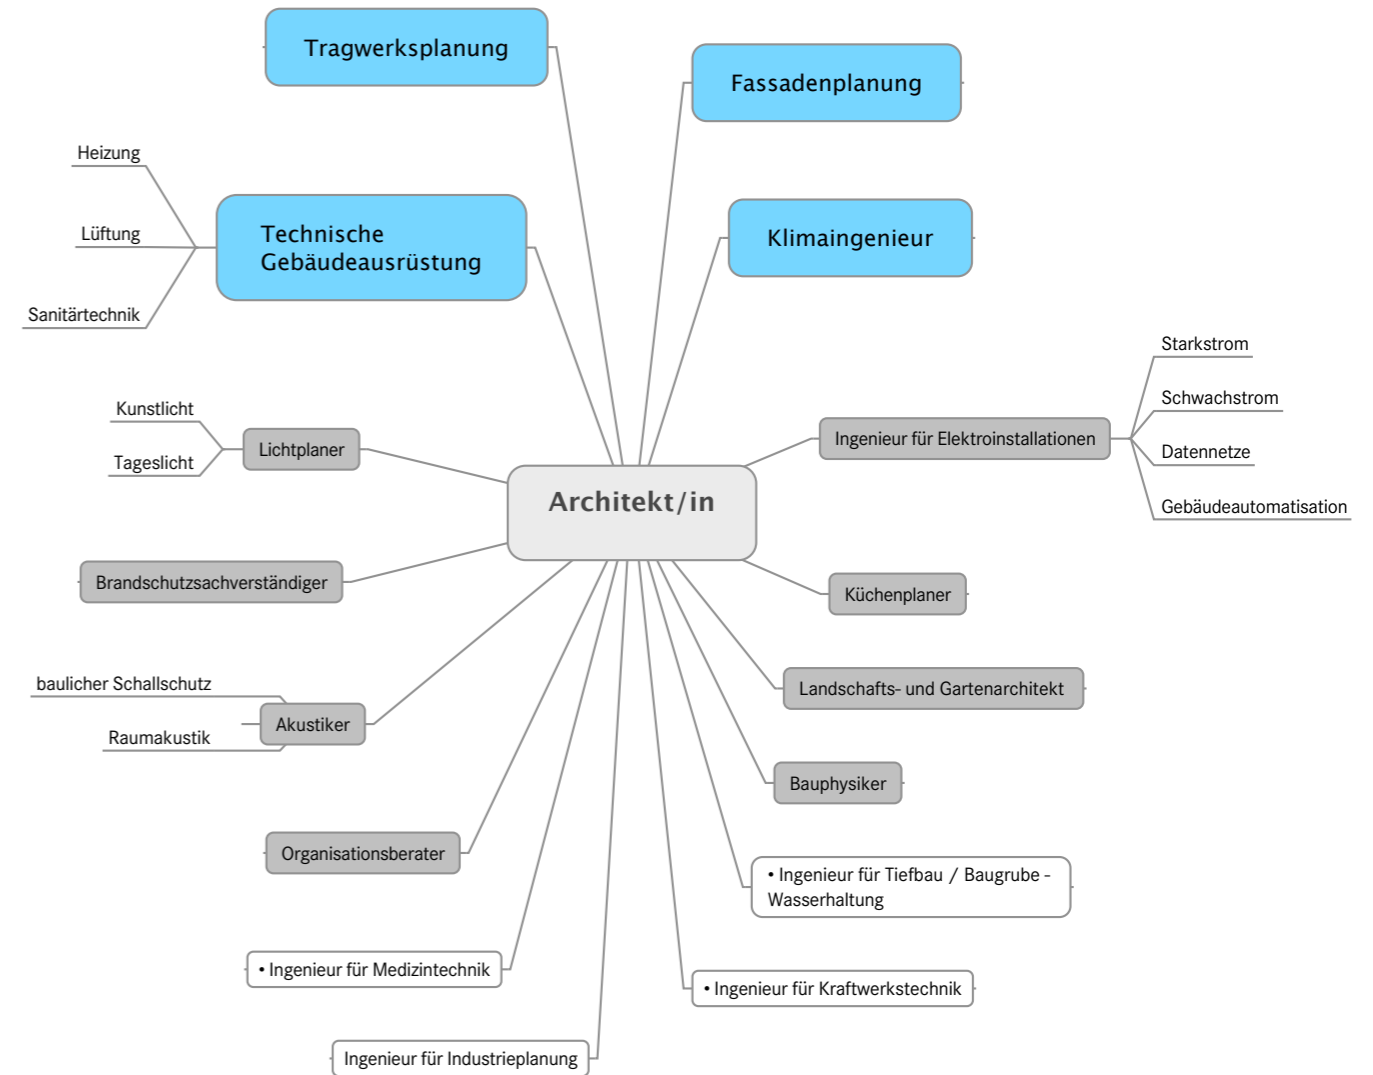 Tragwerksplanung
Fassadenplanung
Heizung
Lüftung
Sanitärtechnik
Technische
Gebäudeausrüstung
Klimaingenieur
Starkstrom
Schwachstrom
Datennetze
Gebäudeautomatisation
Ingenieur für Elektroinstallationen
Kunstlicht
Tageslicht
Lichtplaner
Architekt/in
Brandschutzsachverständiger
Küchenplaner
baulicher Schallschutz
Raumakustik
Akustiker
Landschafts- und Gartenarchitekt
Bauphysiker
Organisationsberater
• Ingenieur für Tiefbau / Baugrube -
Wasserhaltung
• Ingenieur für Medizintechnik
• Ingenieur für Kraftwerkstechnik
Ingenieur für Industrieplanung